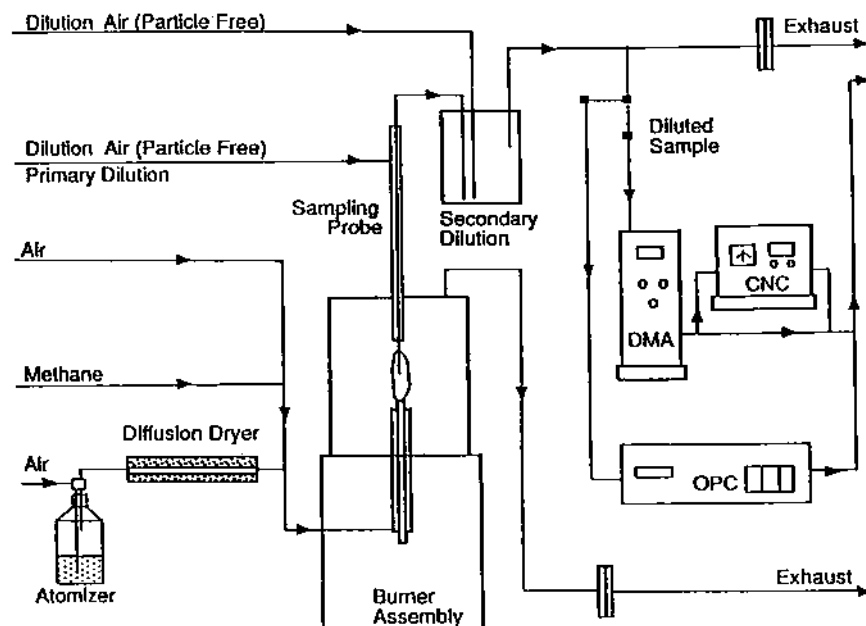 Dilution Air (Particle Free)
Exhaust
Dilution Air (Particle Free)
Primary Dilution
Diluted
Sample
Sampling
Probe
Secondary
Dilution
Air
CNC
DMA
Methane
Diffusion Dryer
Air
OPC
Atomizer
Burner
Assembly
Exhaust